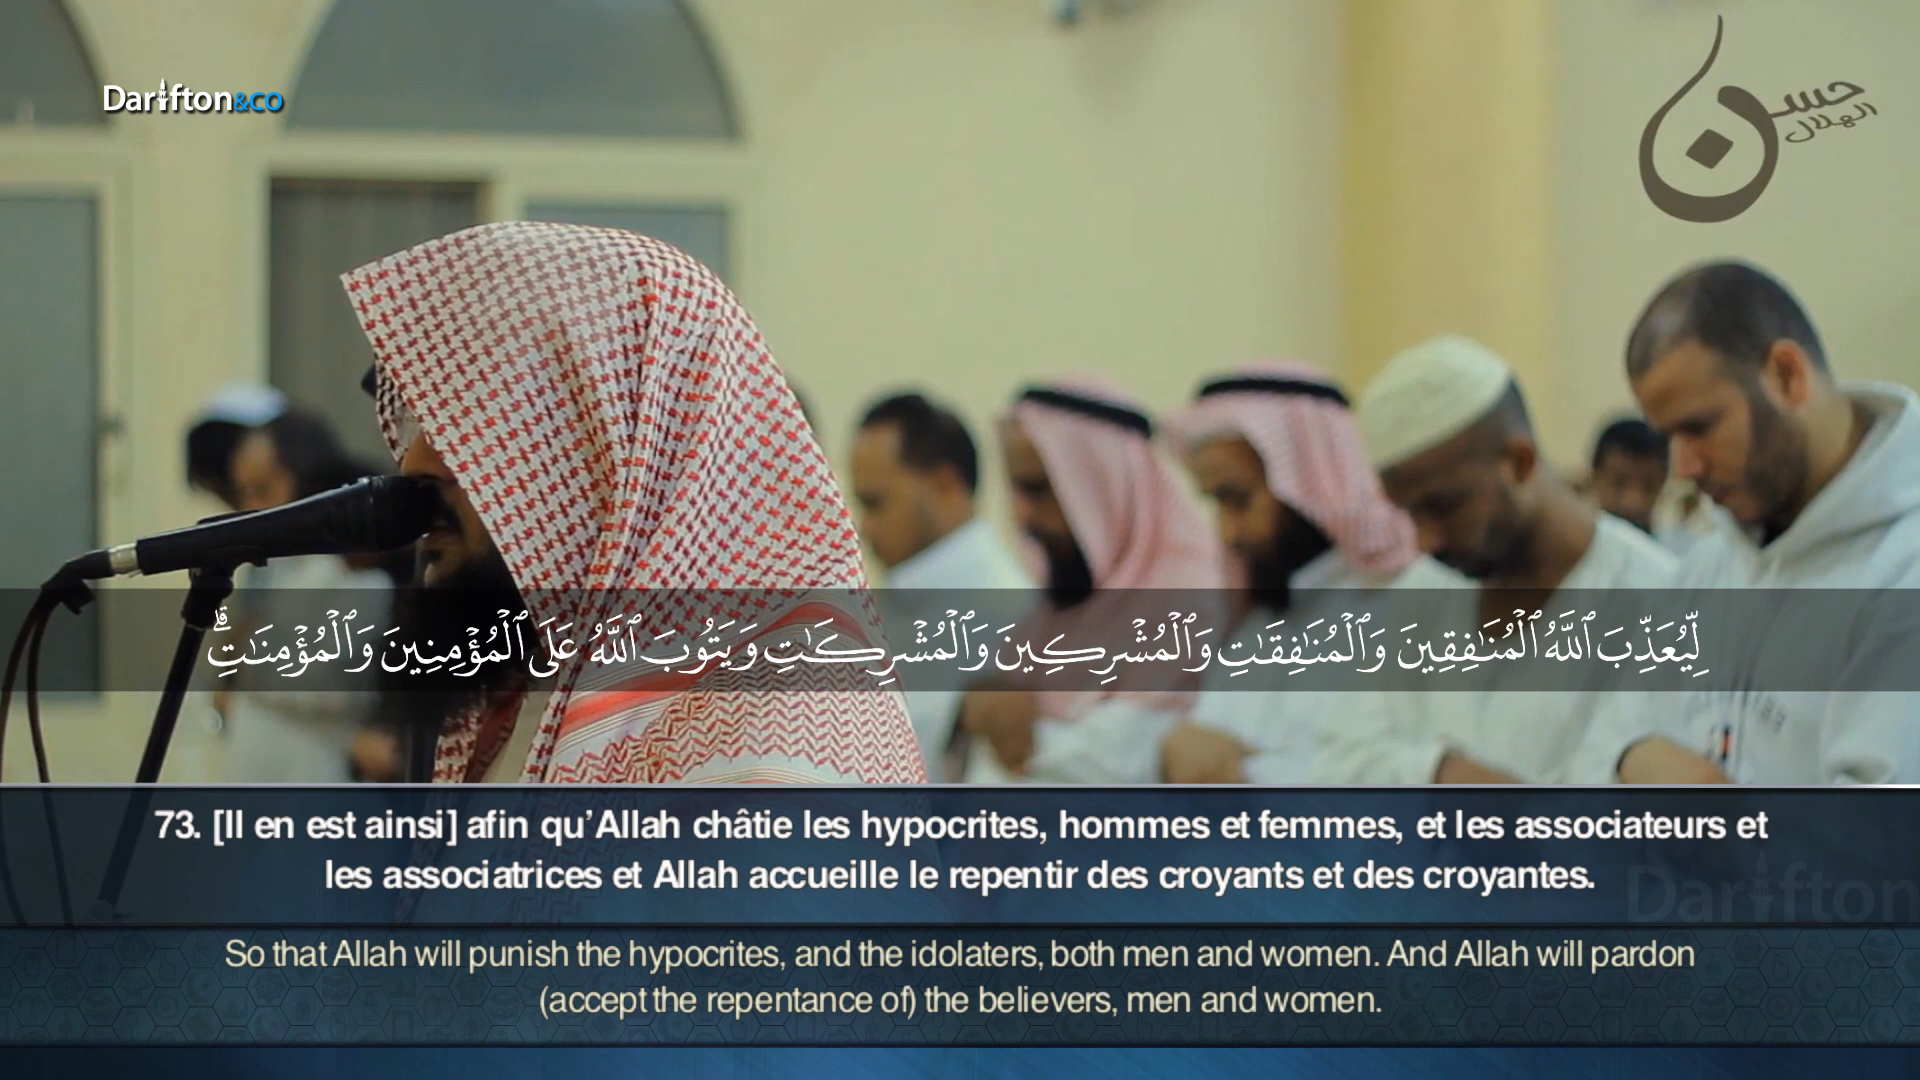 Darifton&co
حسن
الهلال
لِّيُعَذِّبَ ٱللَّهُ ٱلْمُنَٰفِقِينَ وَٱلْمُنَٰفِقَٰتِ وَٱلْمُشْرِكِينَ وَٱلْمُشْرِكَٰتِ وَيَتُوبَ ٱللَّهُ عَلَى ٱلْمُؤْمِنِينَ وَٱلْمُؤْمِنَٰتِ ۗ
73. [Il en est ainsi] afin qu’Allah châtie les hypocrites, hommes et femmes, et les associateurs et
les associatrices et Allah accueille le repentir des croyants et des croyantes.
Darifton
So that Allah will punish the hypocrites, and the idolaters, both men and women. And Allah will pardon
(accept the repentance of) the believers, men and women.